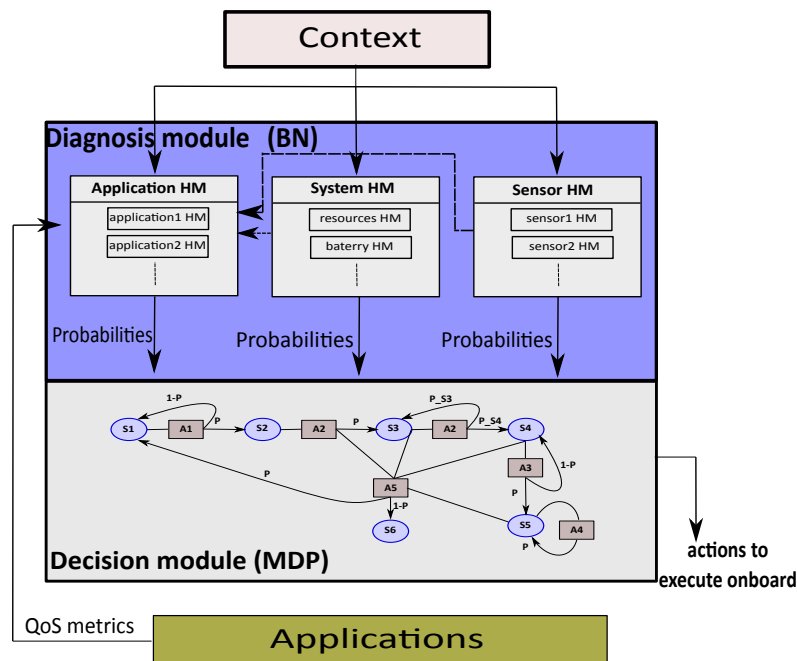 Context
Diagnosis module (BN)
Application HM
application1 HM
application2 HM
System HM
resources HM
baterry HM
Sensor HM
sensor1 HM
sensor2 HM
Probabilities
Probabilities
Probabilities
1-P
P_S3
S1
A1
P
S2
A2
P
S3
A2
P_S4
S4
A3
1-P
P
P
A5
1-P
S6
S5
A4
P
Decision module (MDP)
actions to
execute onboard
QoS metrics
Applications